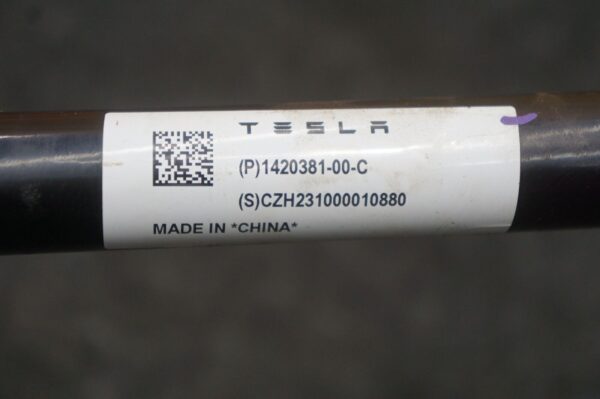 TESLA
(P)1420381-00-C
(S)CZH231000010880
MADE IN *CHINA*